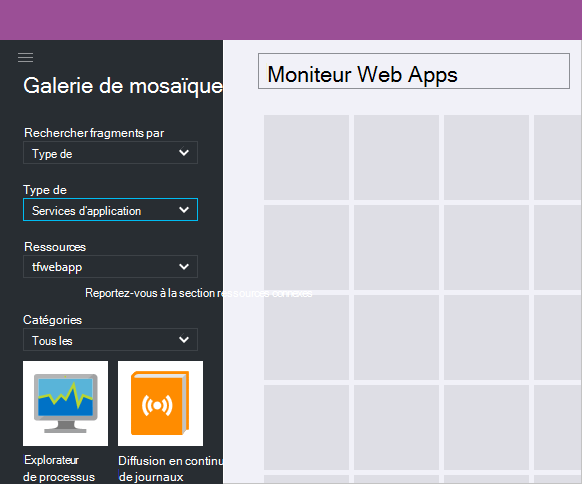 Galerie de mosaïque
Moniteur Web Apps
Rechercher fragments par
Type de
Type de
Services d'application
Ressources
tfwebapp
Reportez-vous à la section ressources connexes
Catégories
Tous les
Explorateur
de processus
Diffusion en continu
de journaux